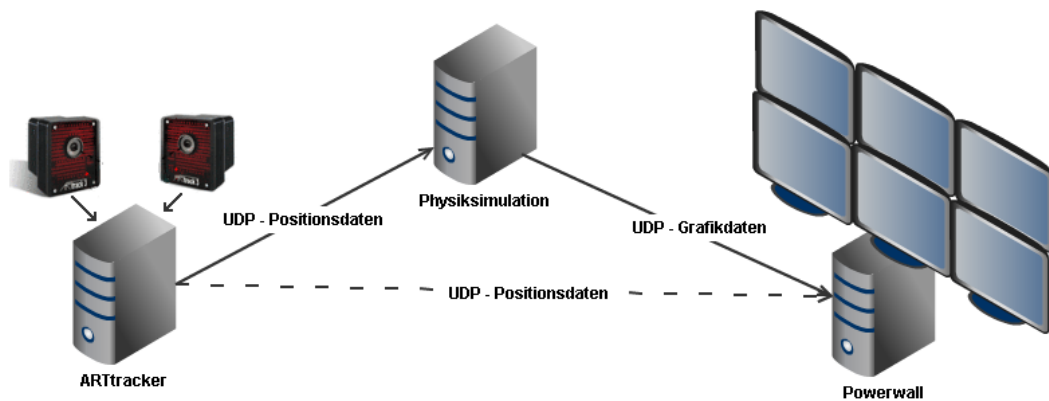 Physiksimulation
UDP - Positionsdaten
UDP - Grafikdaten
UDP - Positionsdaten
ARTtracker
Powerwall